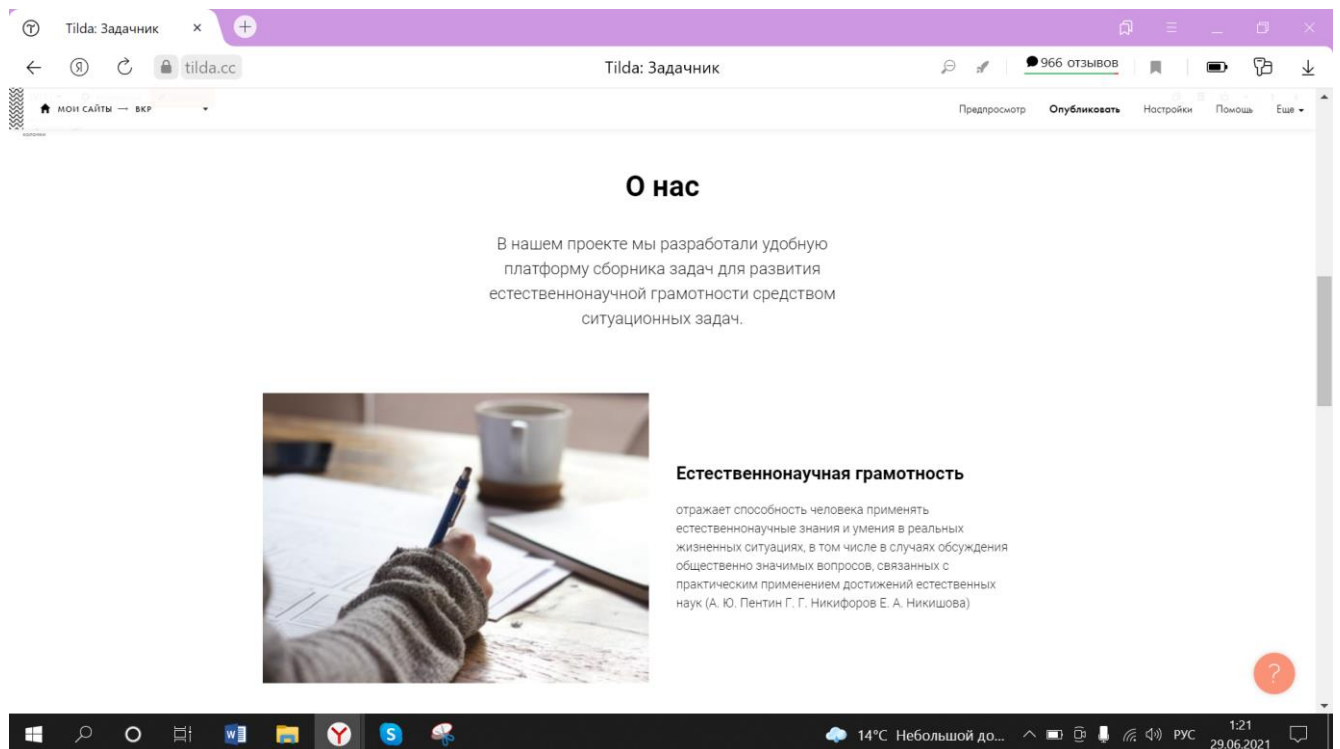 Tilda: Задачник
tilda.cc
Tilda: Задачник
966 отзывов
МОИ САЙТЫ → ВКР
Предпросмотр
Опубликовать
Настройки
Помощь
Еще
колонки
О нас
В нашем проекте мы разработали удобную
платформу сборника задач для развития
естественнонаучной грамотности средством
ситуационных задач.
Естественнонаучная грамотность
отражает способность человека применять
естественнонаучные знания и умения в реальных
жизненных ситуациях, в том числе в случаях обсуждения
общественно значимых вопросов, связанных с
практическим применением достижений естественных
наук (А. Ю. Пентин Г. Г. Никифоров Е. А. Никишова)
?
14°C Небольшой до...
РУС
1:21
29.06.2021